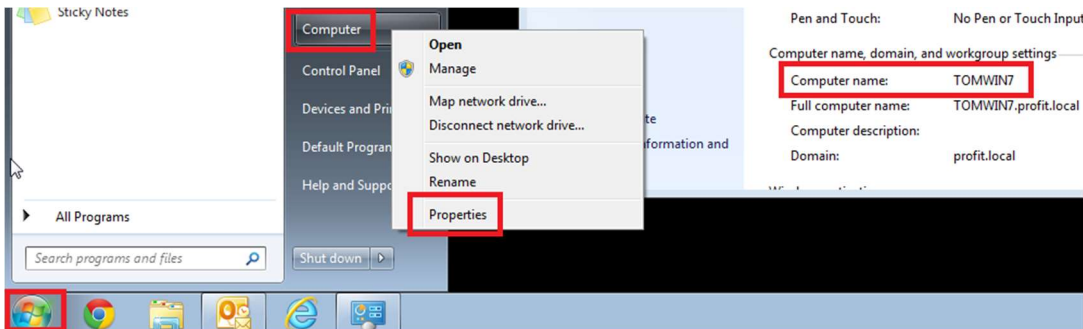 Sticky Notes
All Programs
Search programs and files
Computer
Control Panel
Devices and Pri
Default Program
Help and Suppo
Shut down
Open
Manage
Map network drive...
Disconnect network drive...
Show on Desktop
Rename
Properties
te
formation and
Pen and Touch: No Pen or Touch Input
Computer name, domain, and workgroup settings
Computer name: TOMWIN7
Full computer name: TOMWIN7.profit.local
Computer description:
Domain: profit.local